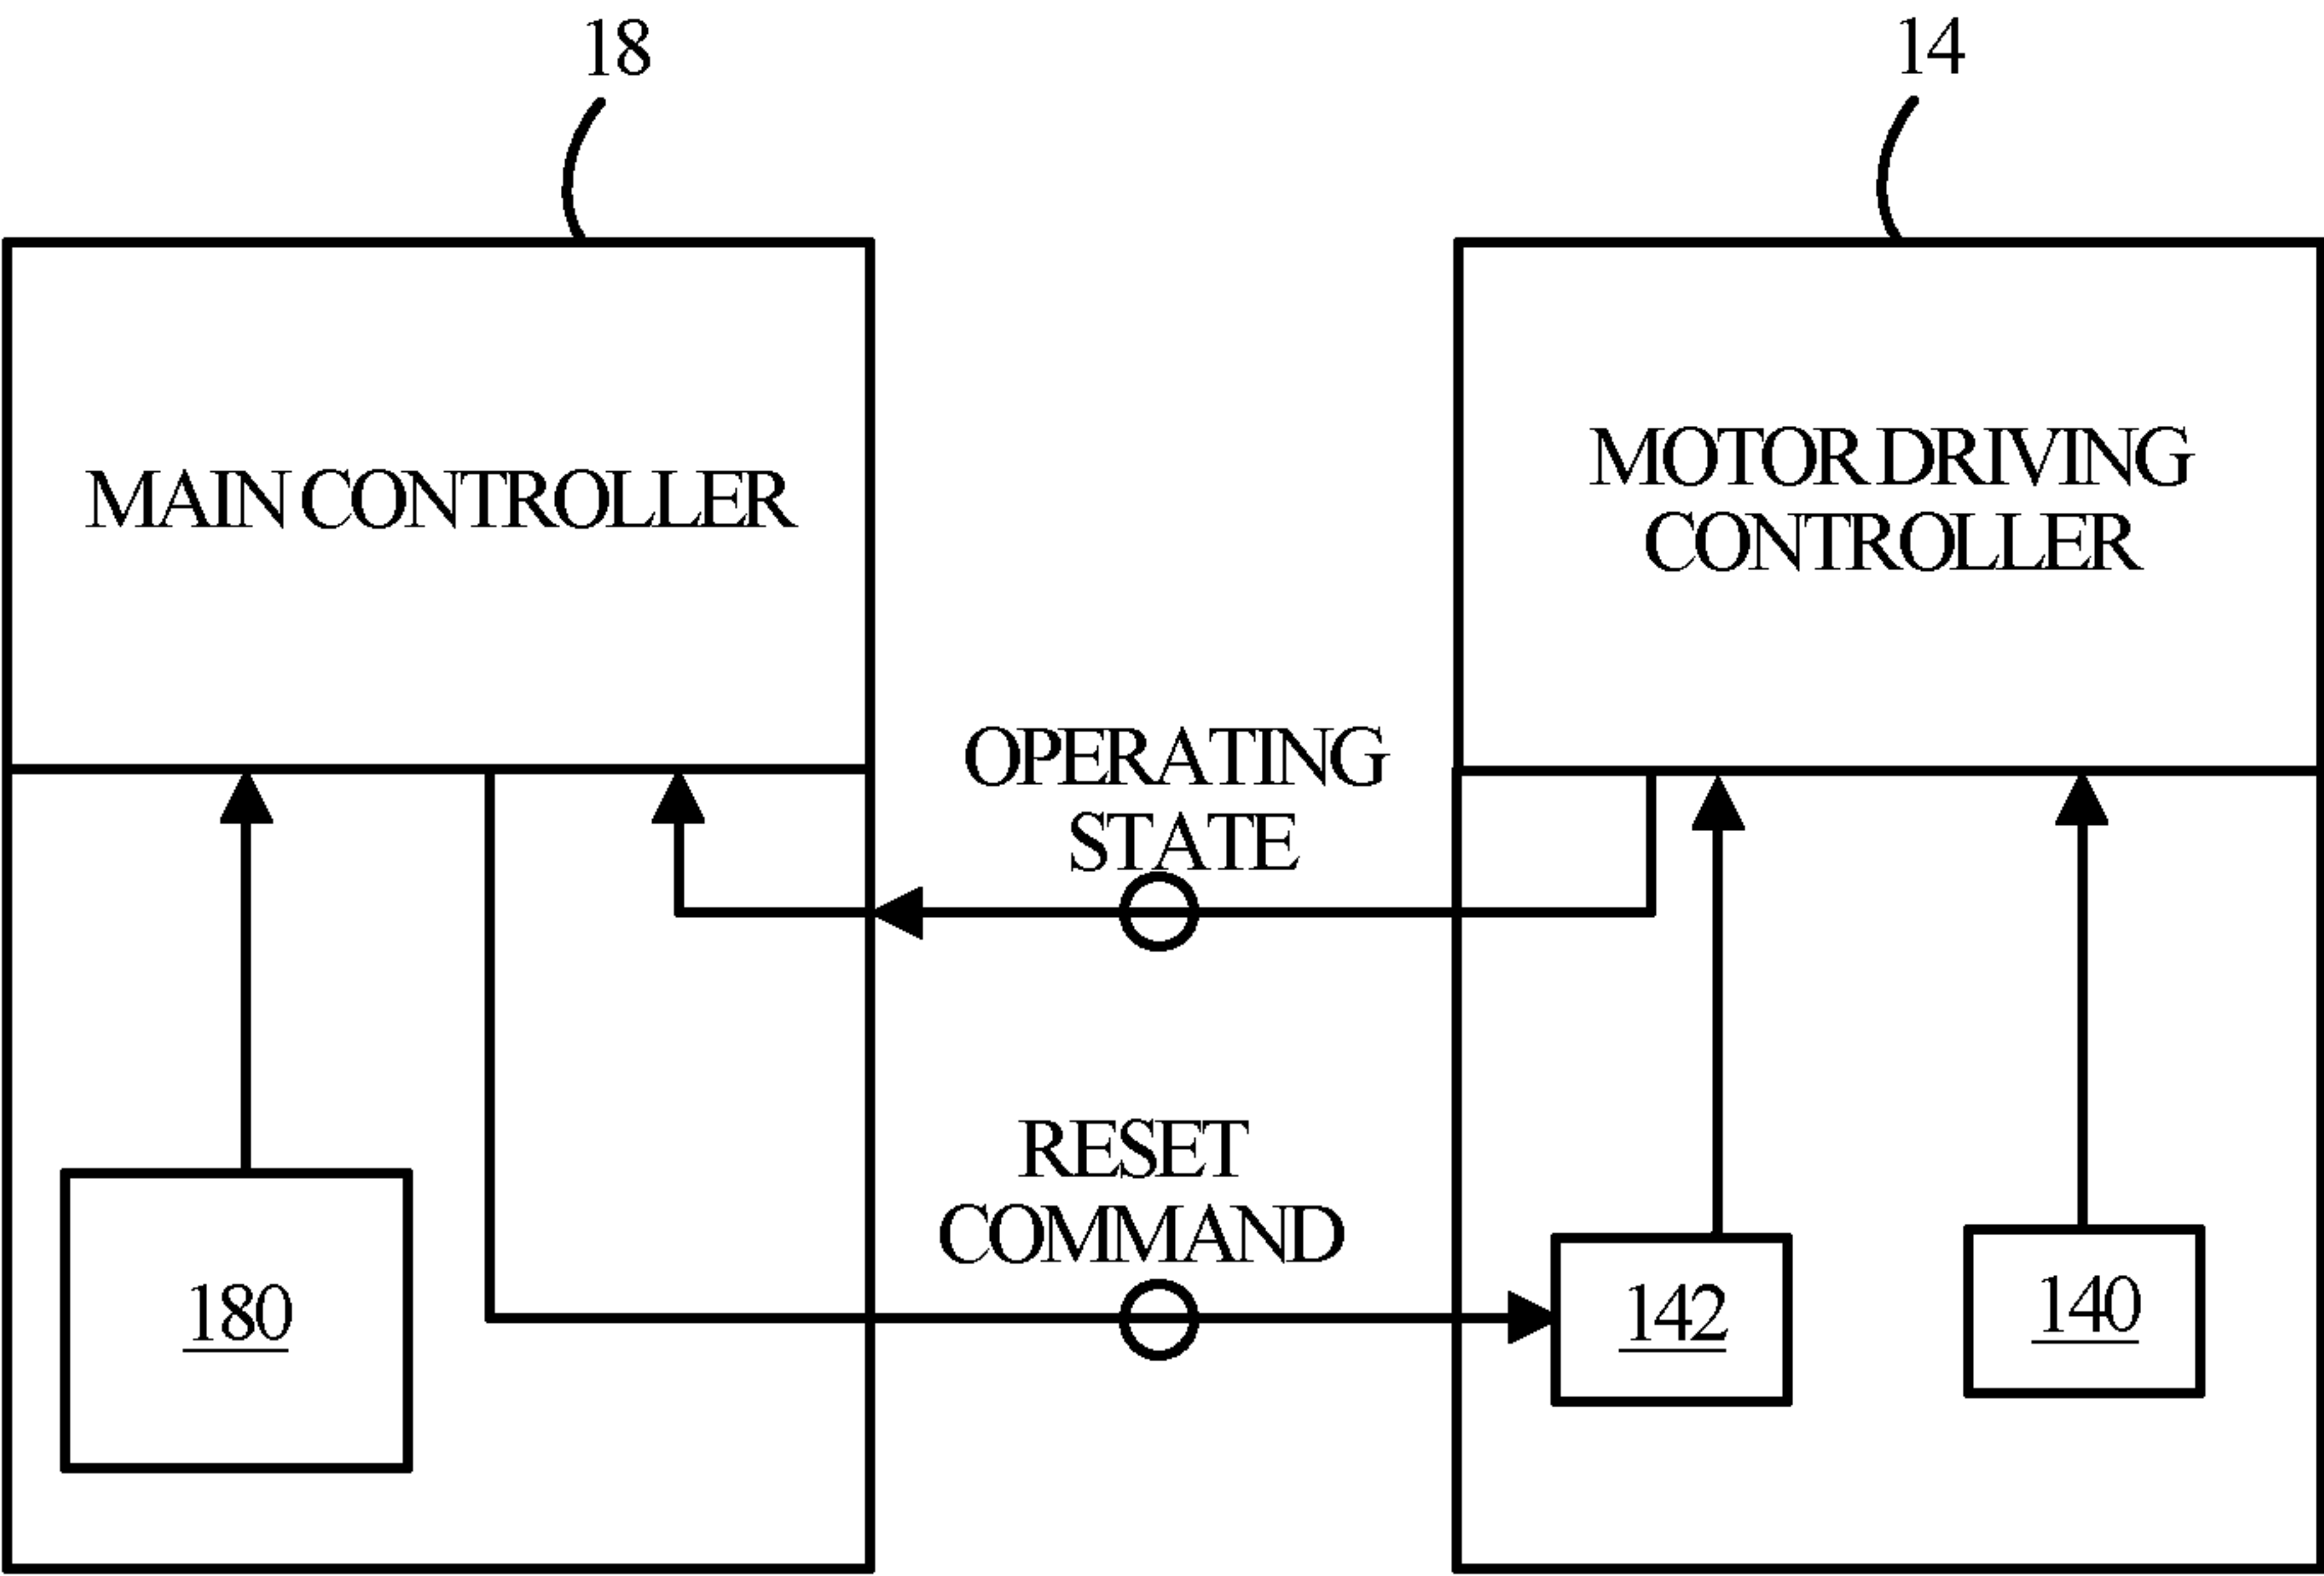 18
14
MAIN CONTROLLER
MOTOR DRIVING
CONTROLLER
OPERATING
STATE
RESET
COMMAND
180
142
140